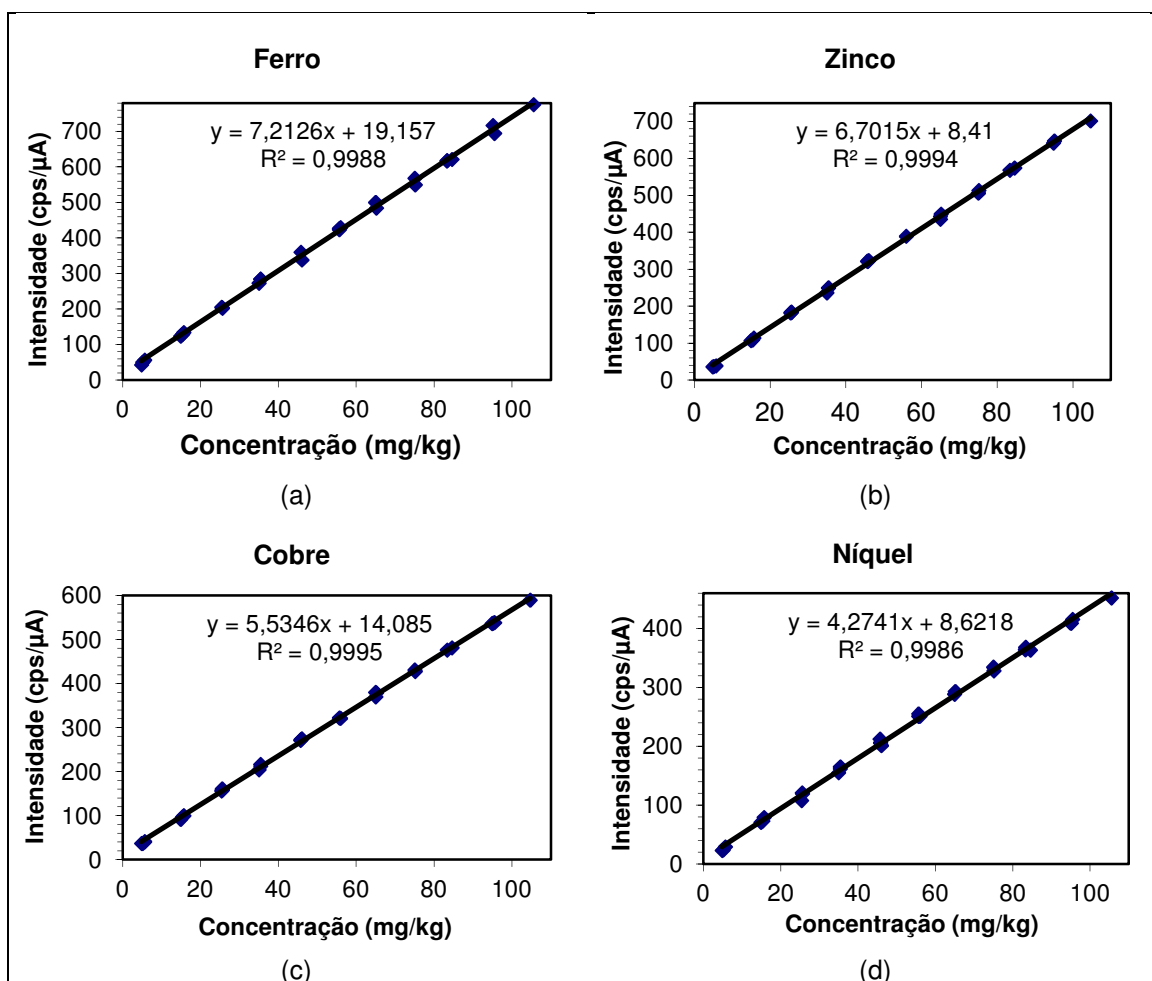 Ferro
y = 7,2126x + 19,157
R² = 0,9988
Intensidade (cps/µA)
700
600
500
400
300
200
100
0
0 20 40 60 80 100
Concentração (mg/kg)
(a)
Zinco
y = 6,7015x + 8,41
R² = 0,9994
Intensidade (cps/µA)
700
600
500
400
300
200
100
0
0 20 40 60 80 100
Concentração (mg/kg)
(b)
Cobre
y = 5,5346x + 14,085
R² = 0,9995
Intensidade (cps/µA)
600
500
400
300
200
100
0
0 20 40 60 80 100
Concentração (mg/kg)
(c)
Níquel
y = 4,2741x + 8,6218
R² = 0,9986
Intensidade (cps/µA)
400
300
200
100
0
0 20 40 60 80 100
Concentração (mg/kg)
(d)